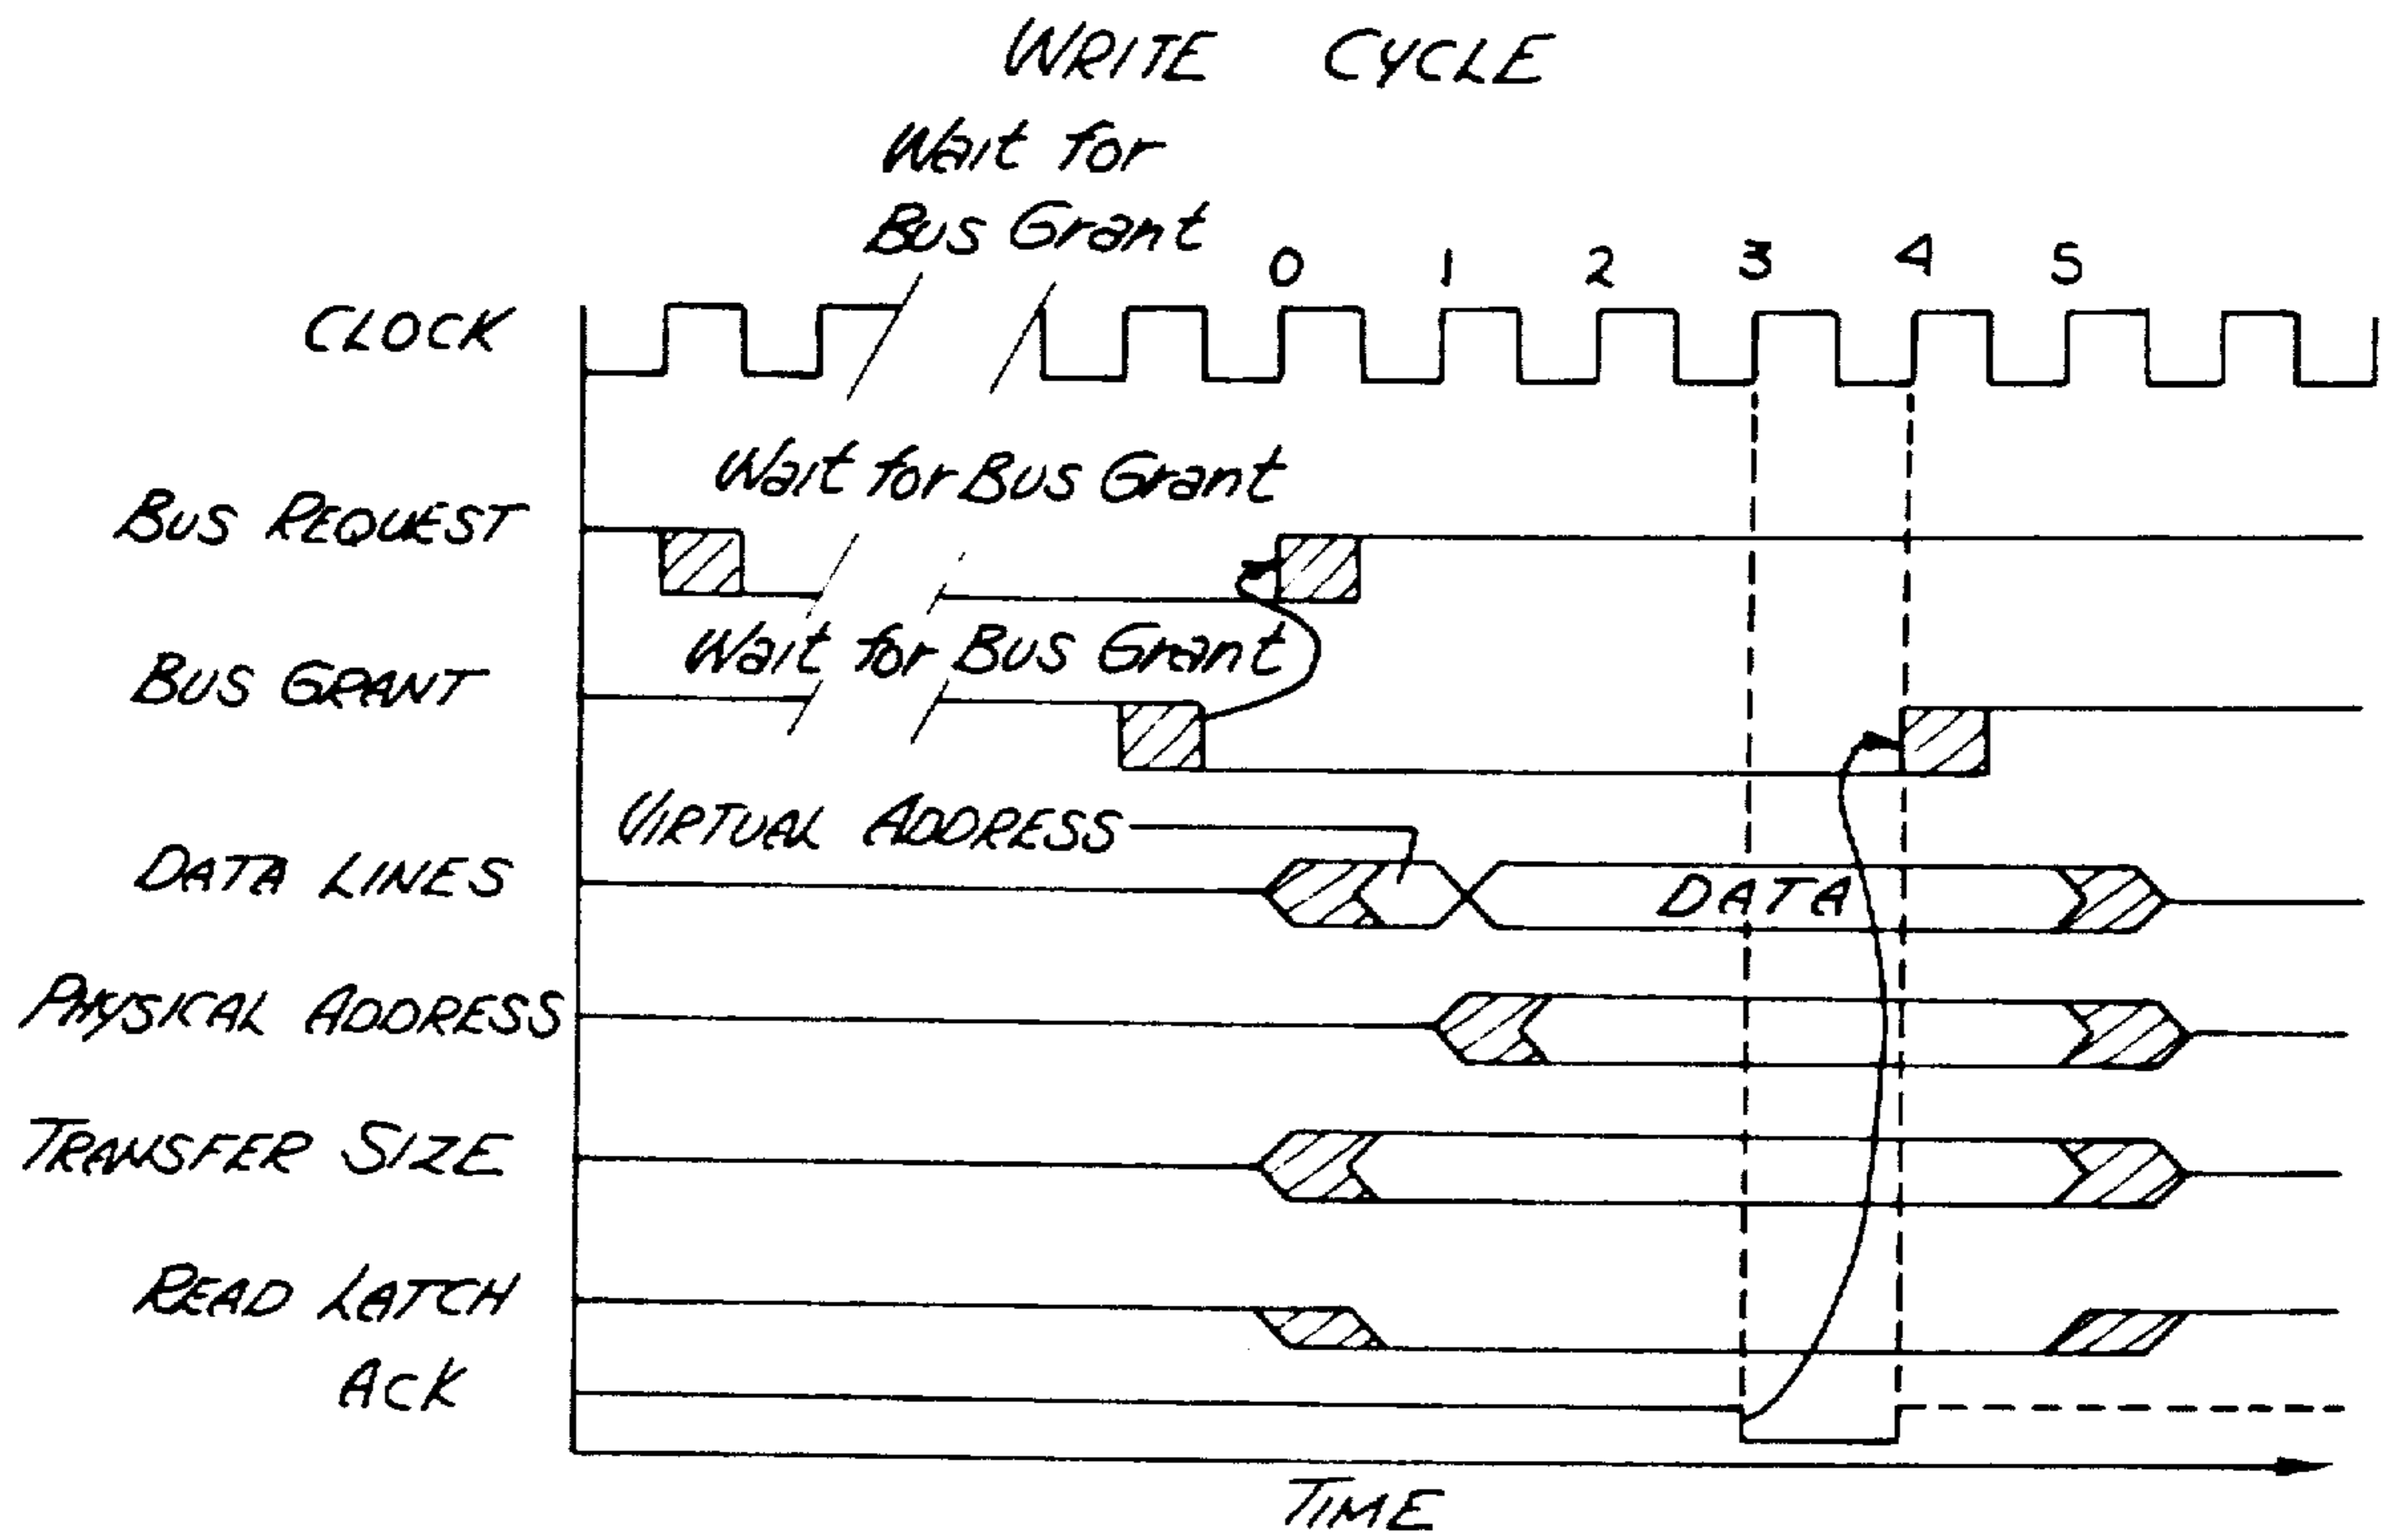 WRITE CYCLE
Wait for
Bus Grant
0 1 2 3 4 5
CLOCK
Wait for Bus Grant
BUS REQUEST
Wait for Bus Grant
BUS GRANT
VIRTUAL ADDRESS
DATA LINES
DATA
PHYSICAL ADDRESS
TRANSFER SIZE
READ LATCH
ACK
TIME